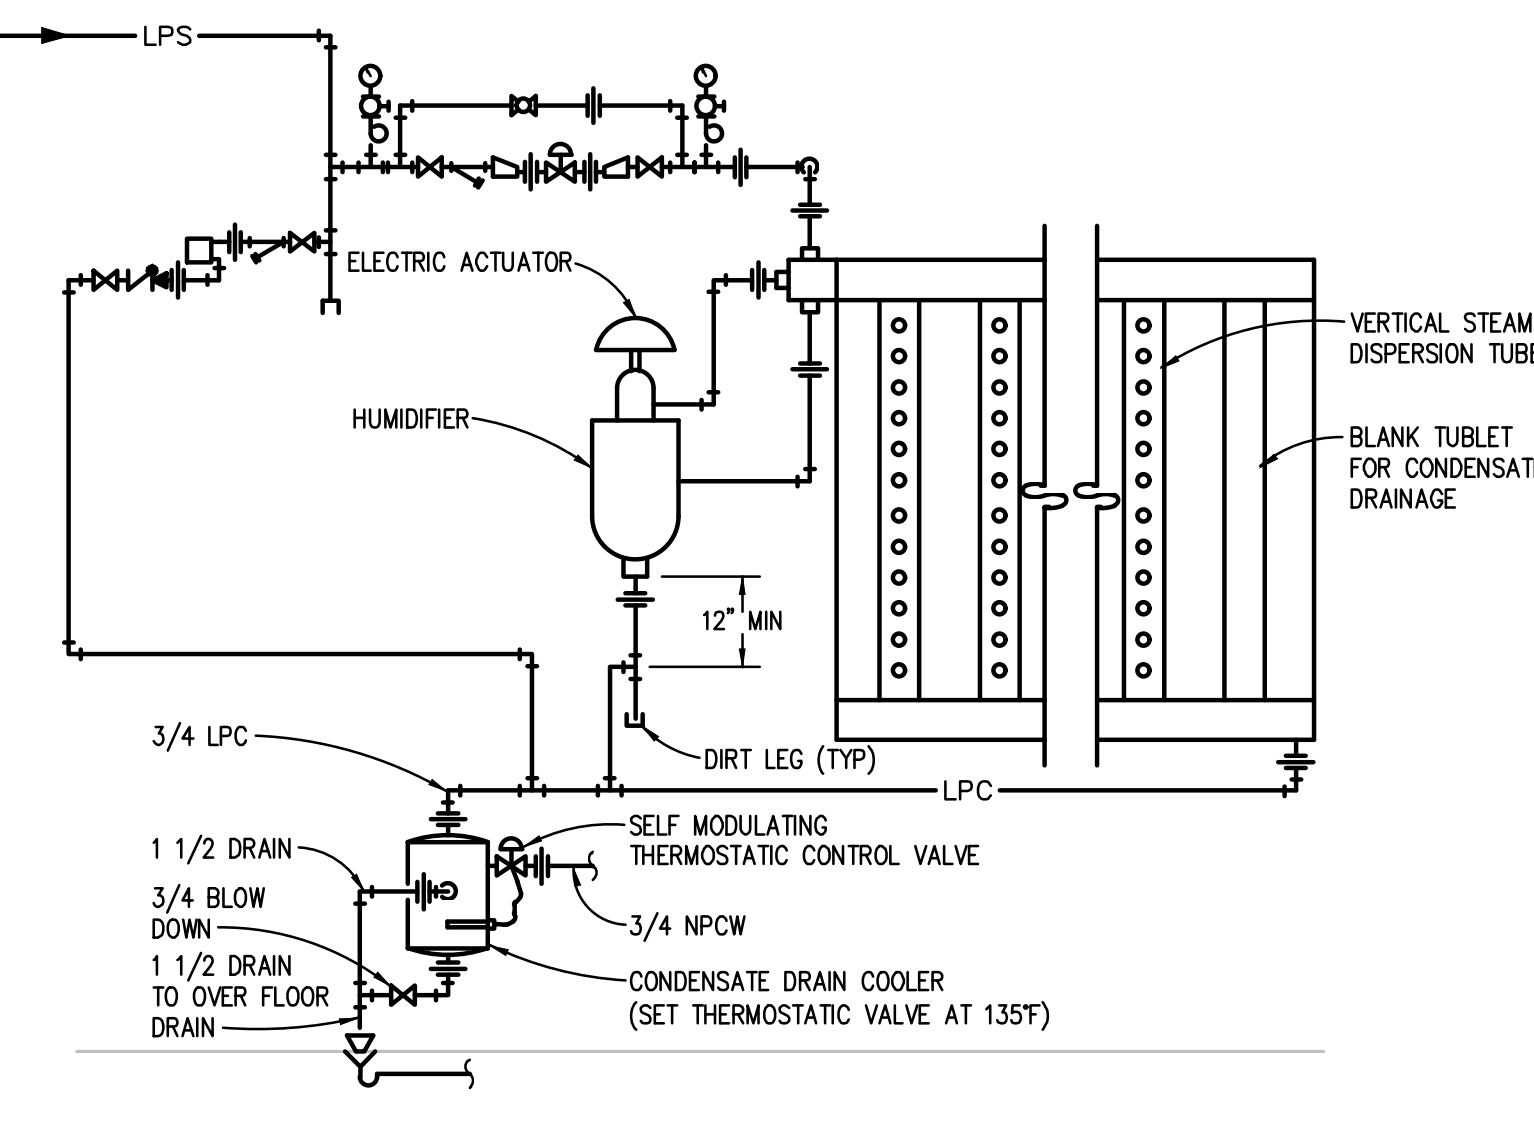 LPS
ELECTRIC ACTUATOR
VERTICAL STEAM
DISPERSION TUBE
HUMIDIFIER
BLANK TUBLET
FOR CONDENSATE
DRAINAGE
12" MIN
3/4 LPC
DIRT LEG (TYP)
LPC
SELF MODULATING
THERMOSTATIC CONTROL VALVE
1 1/2 DRAIN
3/4 BLOW
DOWN
3/4 NPCW
1 1/2 DRAIN
TO OVER FLOOR
DRAIN
CONDENSATE DRAIN COOLER
(SET THERMOSTATIC VALVE AT 135°F)